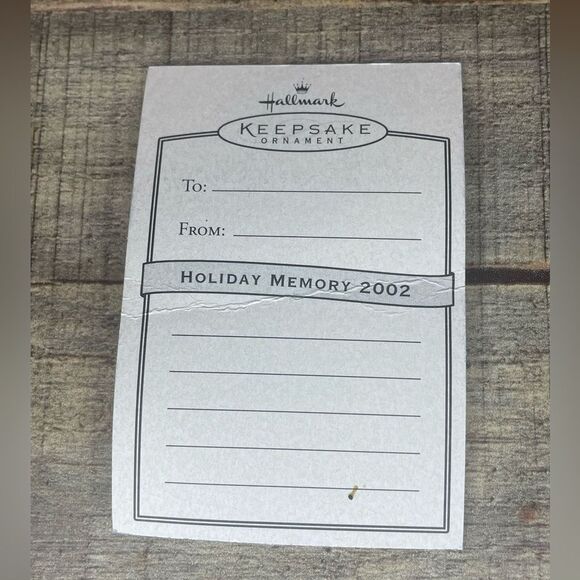 Hallmark
KEEPSAKE
ORNAMENT
To:
FROM:
HOLIDAY MEMORY 2002